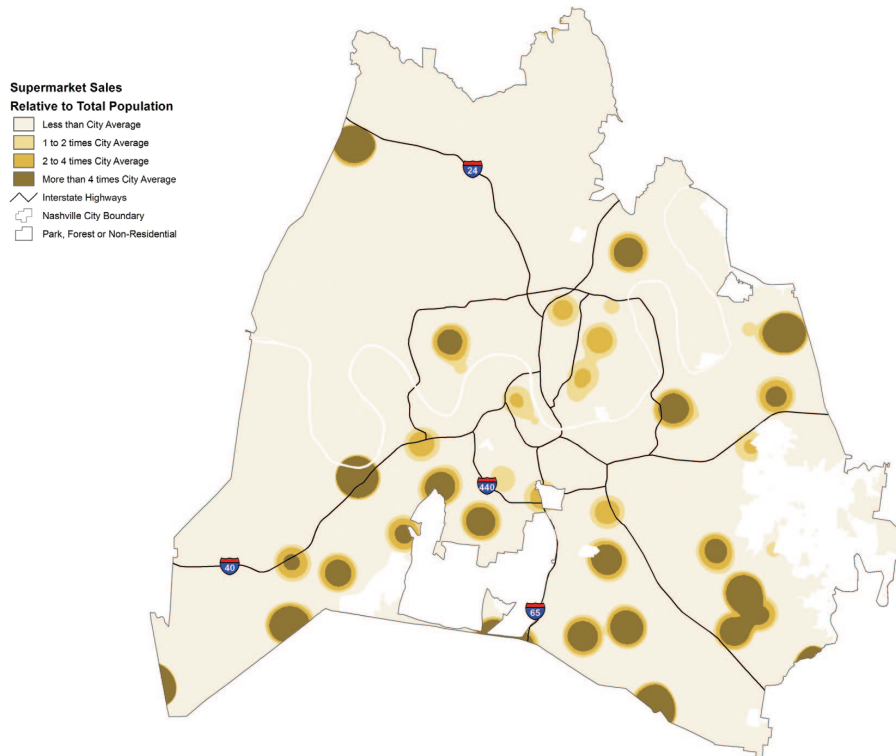 Supermarket Sales
Relative to Total Population
Less than City Average
1 to 2 times City Average
2 to 4 times City Average
More than 4 times City Average
Interstate Highways
Nashville City Boundary
Park, Forest or Non-Residential
24
440
40
65